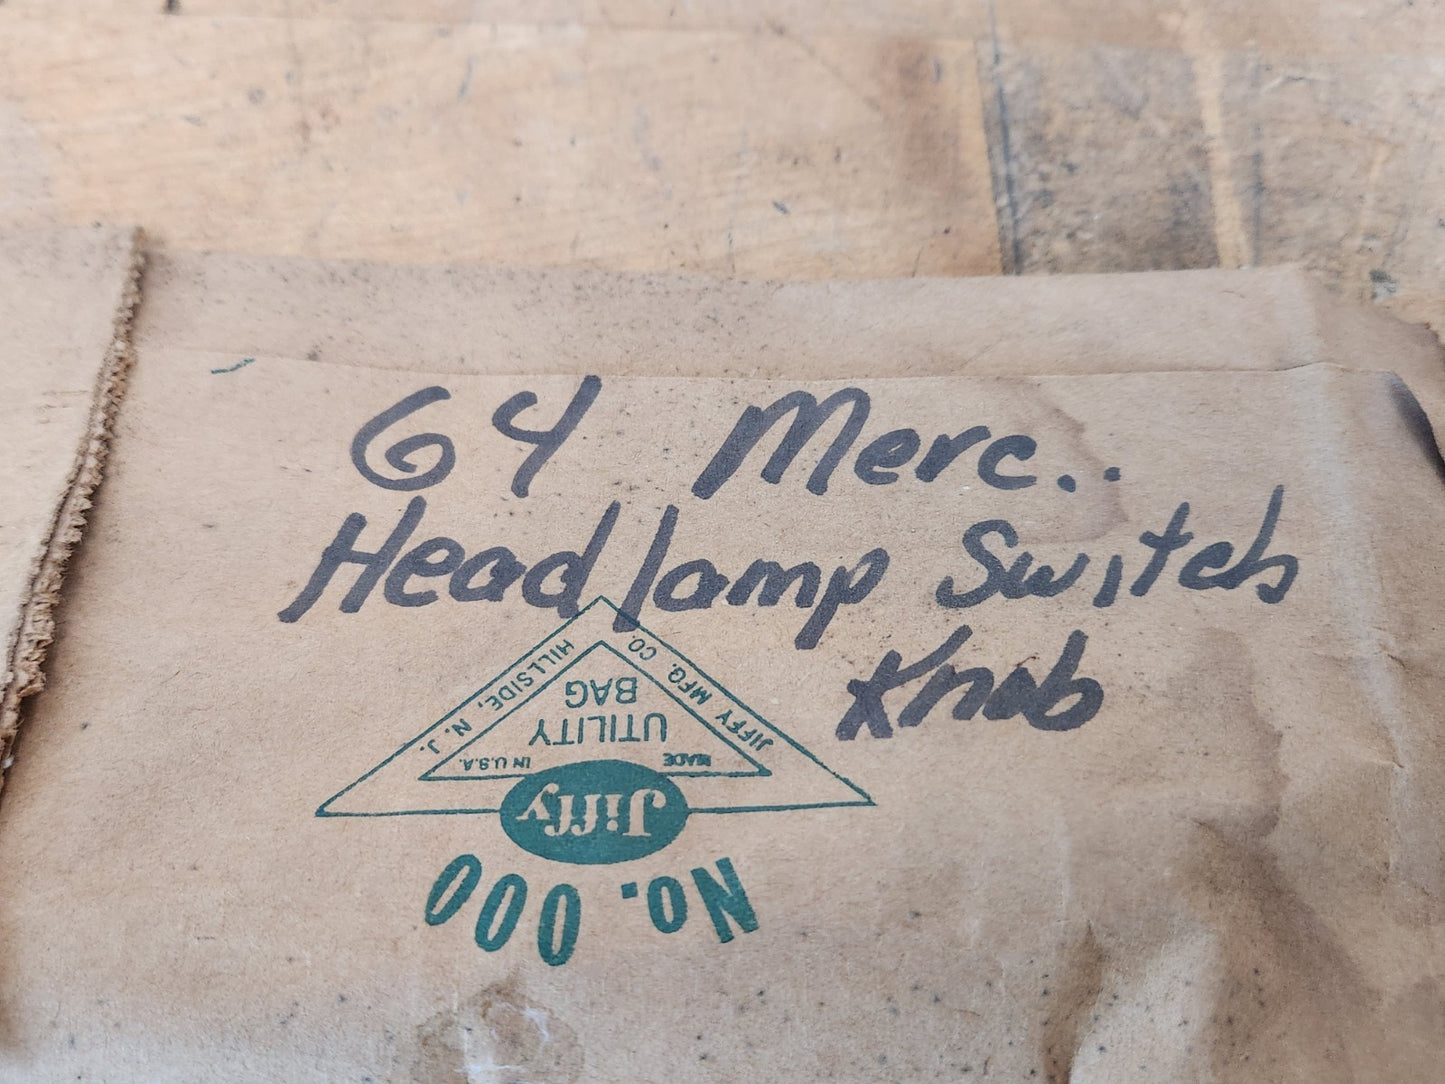 64 Merc..
Headlamp Switch
Knob
No. 000
Jiffy
MADE IN U.S.A.
UTILITY
BAG
HILLSIDE, N. J.
JIFFY MFG. CO.